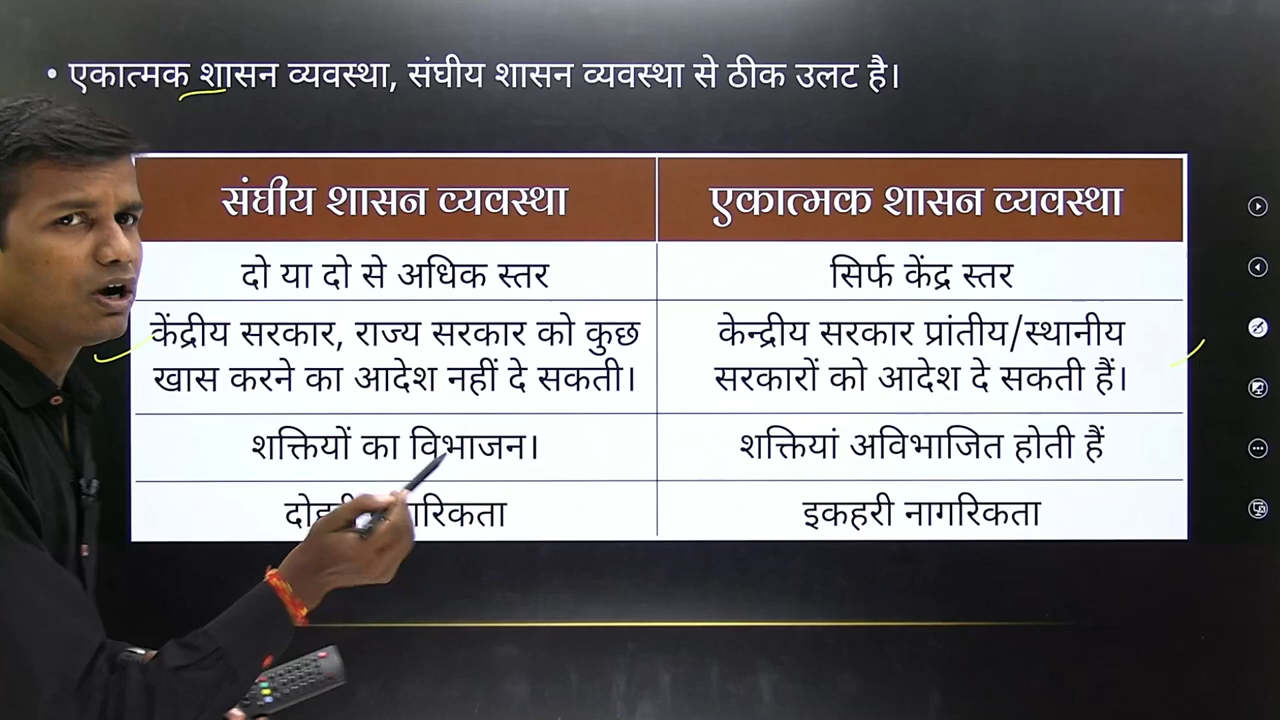 • एकात्मक शासन व्यवस्था, संघीय शासन व्यवस्था से ठीक उलट है।
संघीय शासन व्यवस्था
एकात्मक शासन व्यवस्था
दो या दो से अधिक स्तर
सिर्फ केंद्र स्तर
केंद्रीय सरकार, राज्य सरकार को कुछ
खास करने का आदेश नहीं दे सकती।
केन्द्रीय सरकार प्रांतीय/स्थानीय
सरकारों को आदेश दे सकती हैं।
शक्तियों का विभाजन।
शक्तियां अविभाजित होती हैं
इकहरी नागरिकता